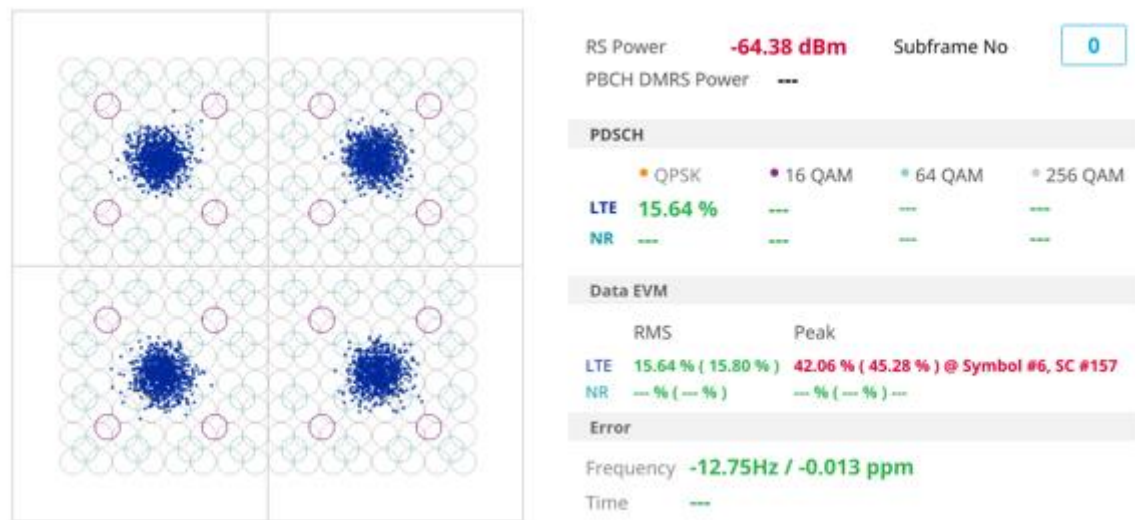 RS Power -64.38 dBm Subframe No 0
PBCH DMRS Power ---
PDSCH
QPSK 16 QAM 64 QAM 256 QAM
LTE 15.64 % --- --- ---
NR --- --- --- ---
Data EVM
RMS Peak
LTE 15.64 % ( 15.80 % ) 42.06 % ( 45.28 % ) @ Symbol #6, SC #157
NR --- % ( --- % ) --- % ( --- % ) ---
Error
Frequency -12.75Hz / -0.013 ppm
Time ---